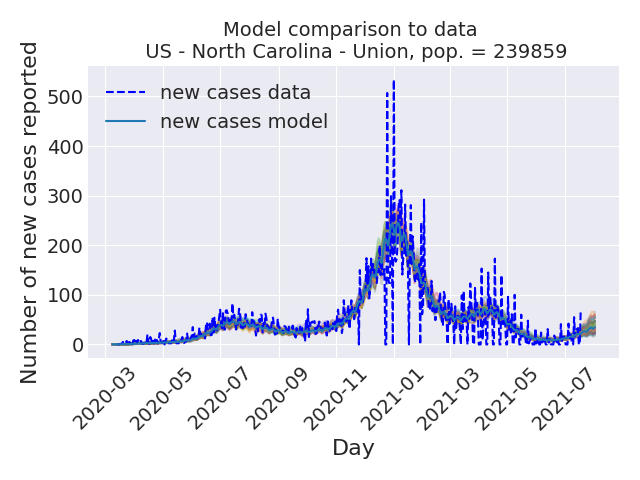 Model comparison to data
US - North Carolina - Union, pop. = 239859
Number of new cases reported
500
400
300
200
100
0
new cases data
new cases model
2020-03
2020-05
2020-07
2020-09
2020-11
2021-01
2021-03
2021-05
2021-07
Day